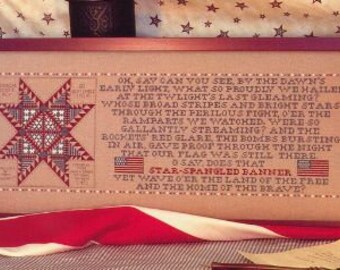 OH, SAY CAN YOU SEE, BY THE DAWN'S
EARLY LIGHT, WHAT SO PROUDLY WE HAILED
AT THE TWILIGHT'S LAST GLEAMING?
WHOSE BROAD STRIPES AND BRIGHT STARS
THROUGH THE PERILOUS FIGHT, O'ER THE
RAMPARTS WE WATCHED, WERE SO
GALLANTLY STREAMING? AND THE
ROCKETS' RED GLARE, THE BOMBS BURSTING
IN AIR, GAVE PROOF THROUGH THE NIGHT
THAT OUR FLAG WAS STILL THERE.
O SAY, DOES THAT
STAR-SPANGLED BANNER
YET WAVE O'ER THE LAND OF THE FREE
AND THE HOME OF THE BRAVE?